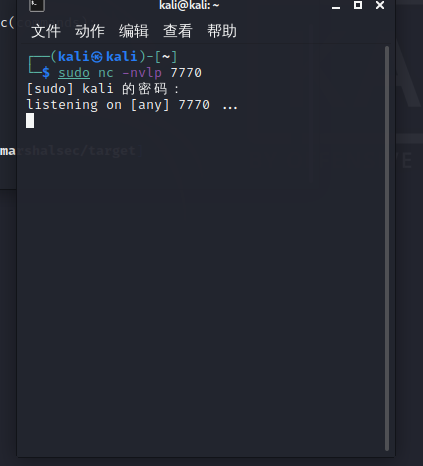 kali@kali: ~
c(
文件 动作 编辑 查看 帮助
┌──(kali㉿kali)-[~]
└─$ sudo nc -nvlp 7770
[sudo] kali 的密码：
listening on [any] 7770 ...
marshalsec/target